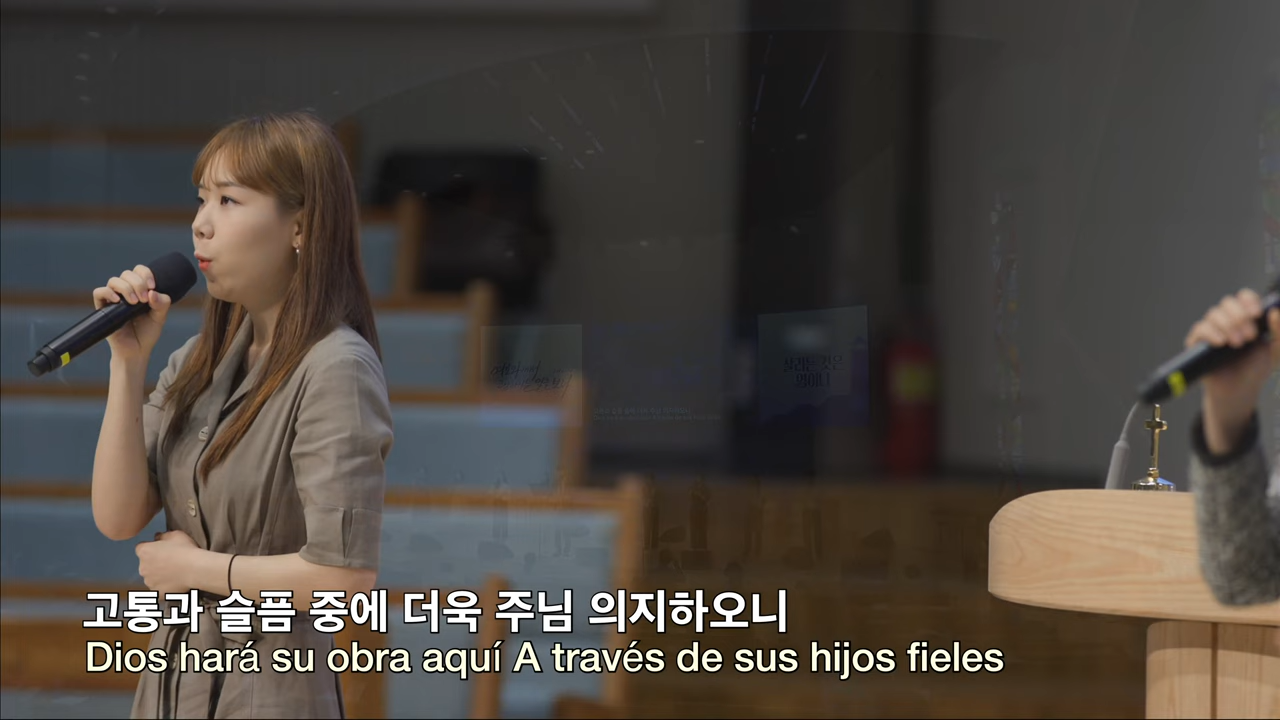 고통과 슬픔 중에 더욱 주님 의지하오니
Dios hará su obra aquí A través de sus hijos fieles